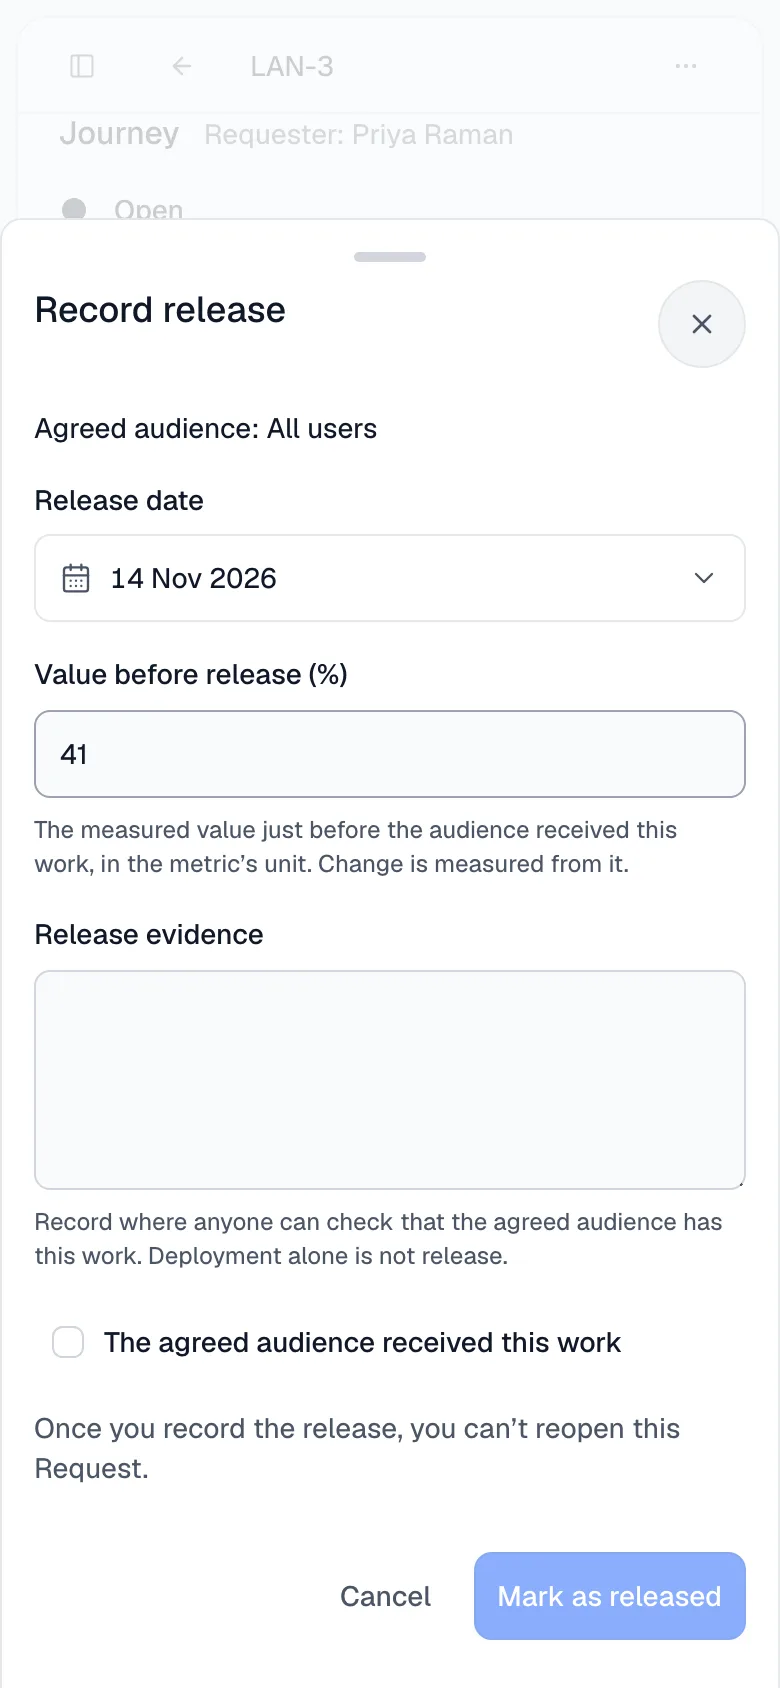 LAN-3
Journey Requester: Priya Raman
Open
Record release
Agreed audience: All users
Release date
14 Nov 2026
Value before release (%)
41
The measured value just before the audience received this
work, in the metric’s unit. Change is measured from it.
Release evidence
Record where anyone can check that the agreed audience has
this work. Deployment alone is not release.
The agreed audience received this work
Once you record the release, you can’t reopen this
Request.
Cancel Mark as released